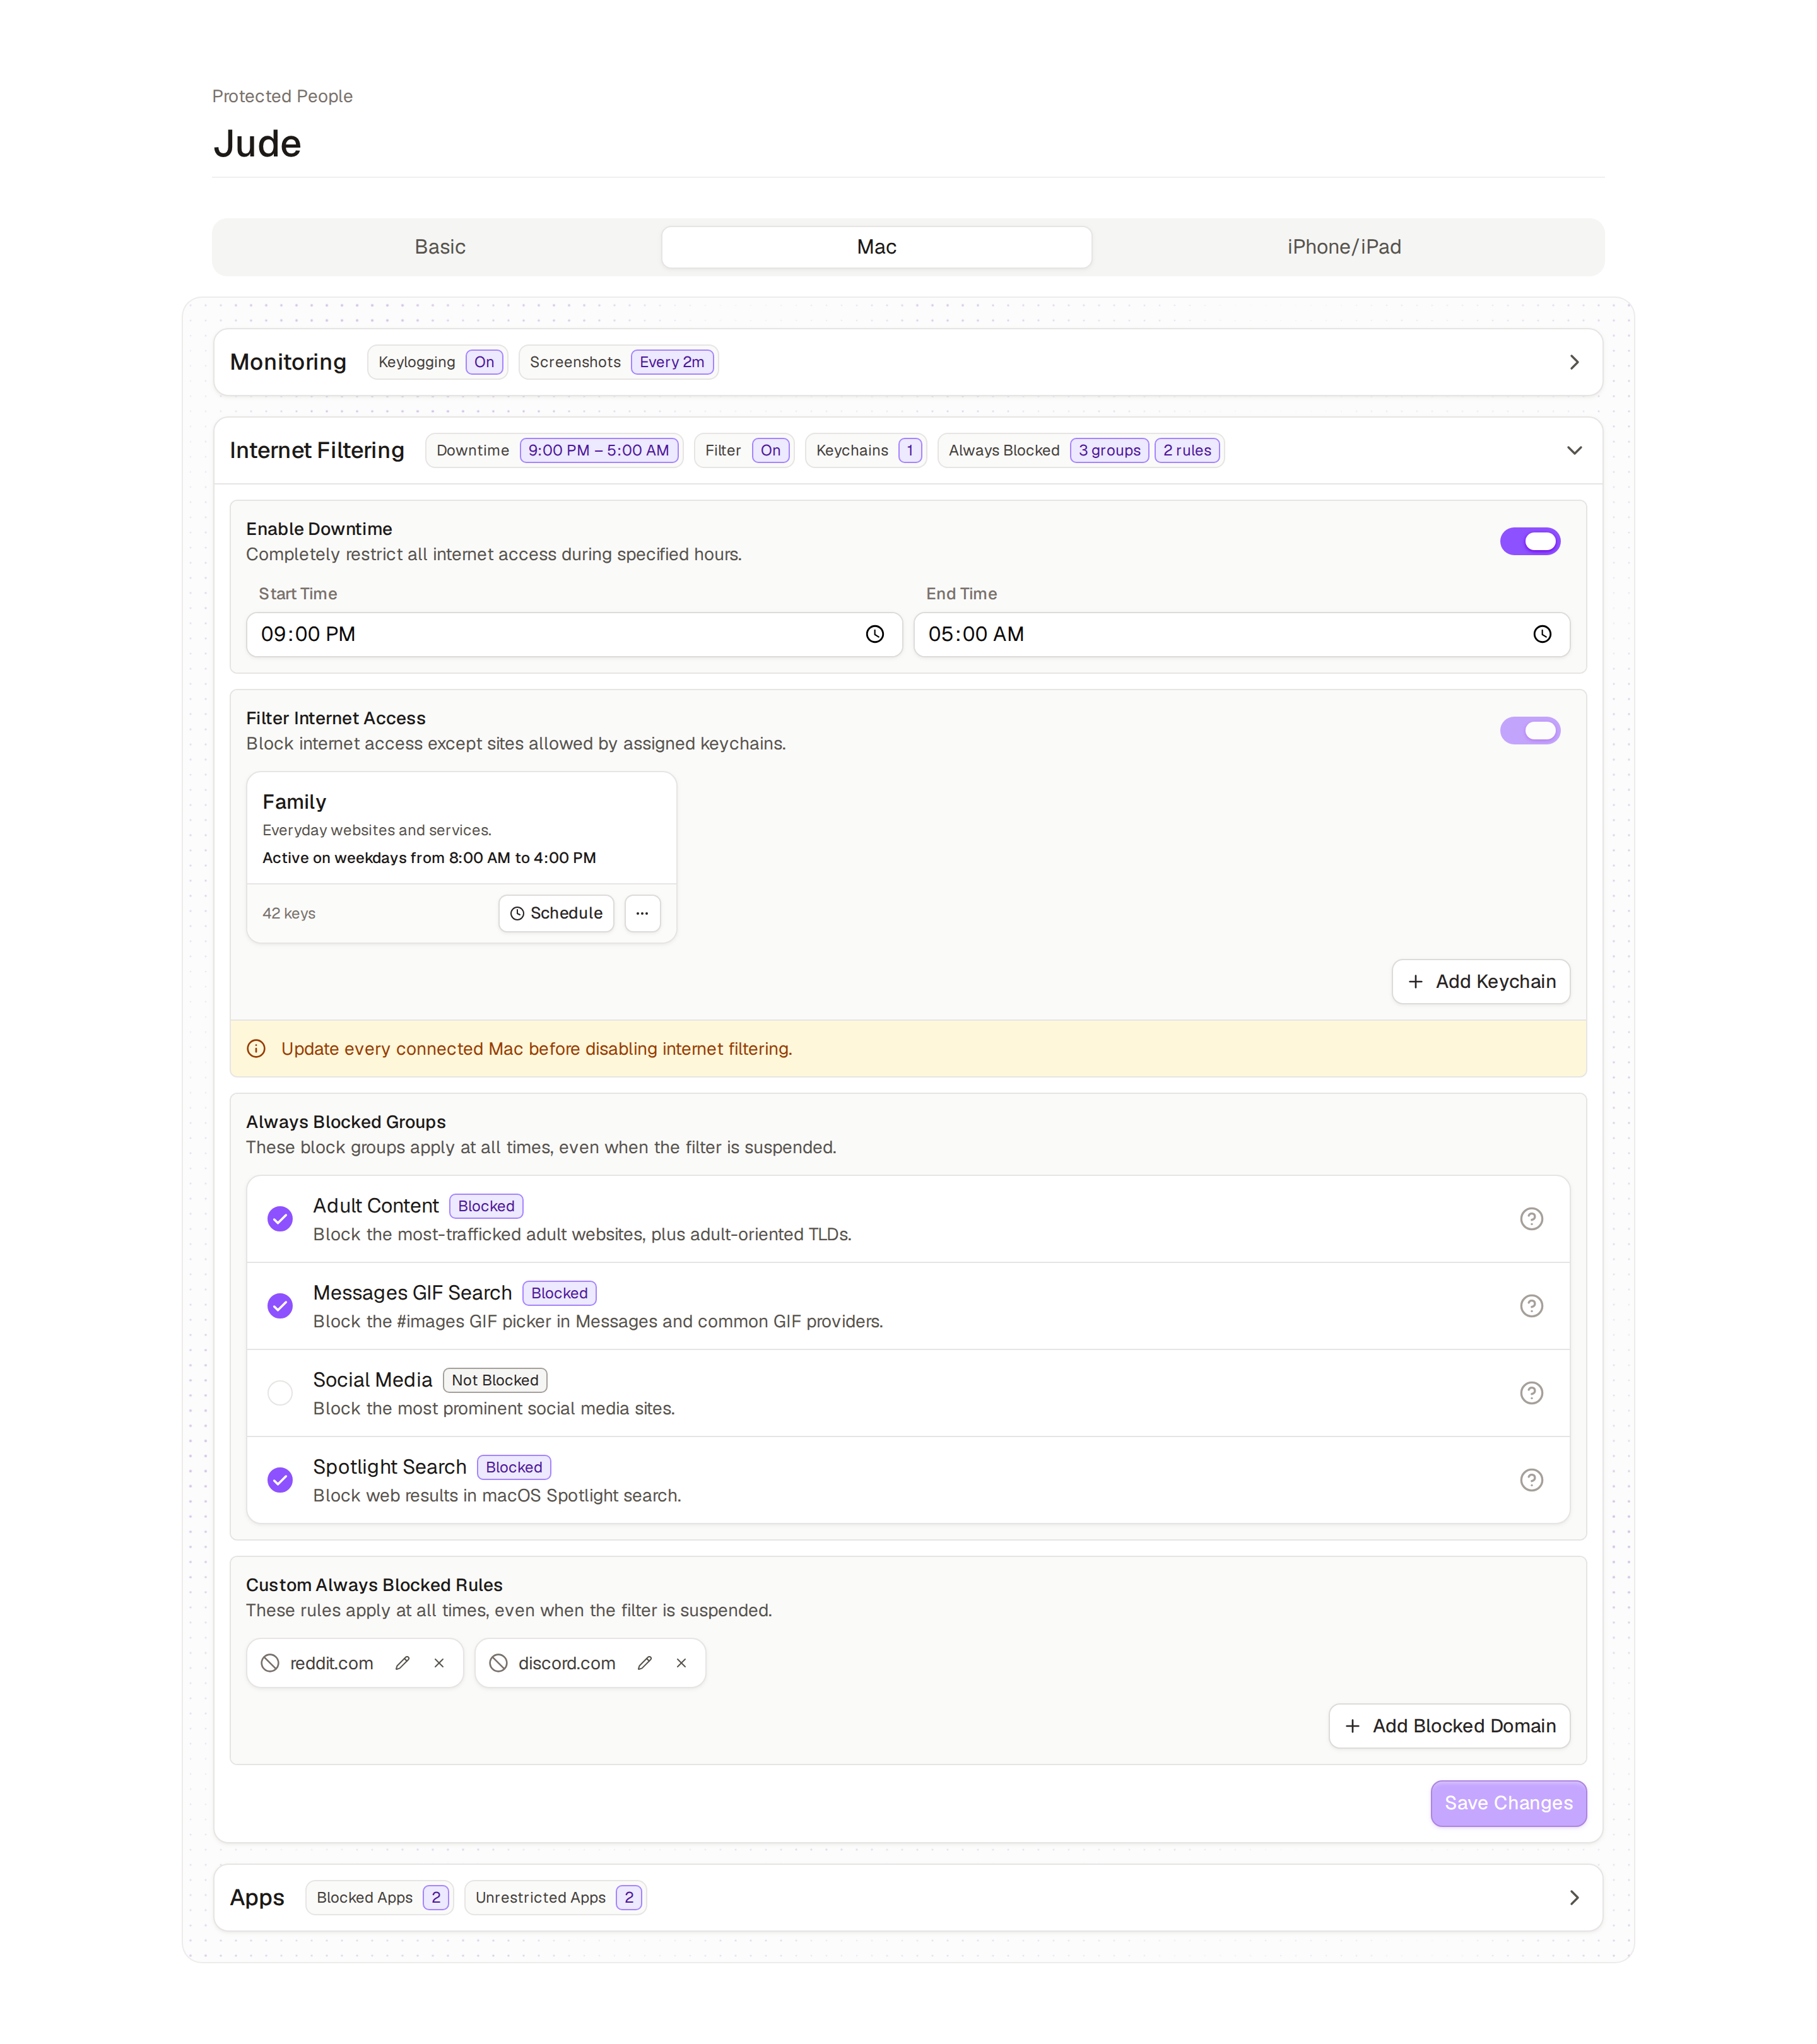 Protected People
Jude
Basic
Mac
iPhone/iPad
Monitoring Keylogging On Screenshots Every 2m
Internet Filtering Downtime 9:00 PM – 5:00 AM Filter On Keychains 1 Always Blocked 3 groups 2 rules
Enable Downtime
Completely restrict all internet access during specified hours.
Start Time
End Time
09:00 PM
05:00 AM
Filter Internet Access
Block internet access except sites allowed by assigned keychains.
Family
Everyday websites and services.
Active on weekdays from 8:00 AM to 4:00 PM
42 keys
Schedule
Add Keychain
Update every connected Mac before disabling internet filtering.
Always Blocked Groups
These block groups apply at all times, even when the filter is suspended.
Adult Content Blocked
Block the most-trafficked adult websites, plus adult-oriented TLDs.
Messages GIF Search Blocked
Block the #images GIF picker in Messages and common GIF providers.
Social Media Not Blocked
Block the most prominent social media sites.
Spotlight Search Blocked
Block web results in macOS Spotlight search.
Custom Always Blocked Rules
These rules apply at all times, even when the filter is suspended.
reddit.com
discord.com
Add Blocked Domain
Save Changes
Apps Blocked Apps 2 Unrestricted Apps 2